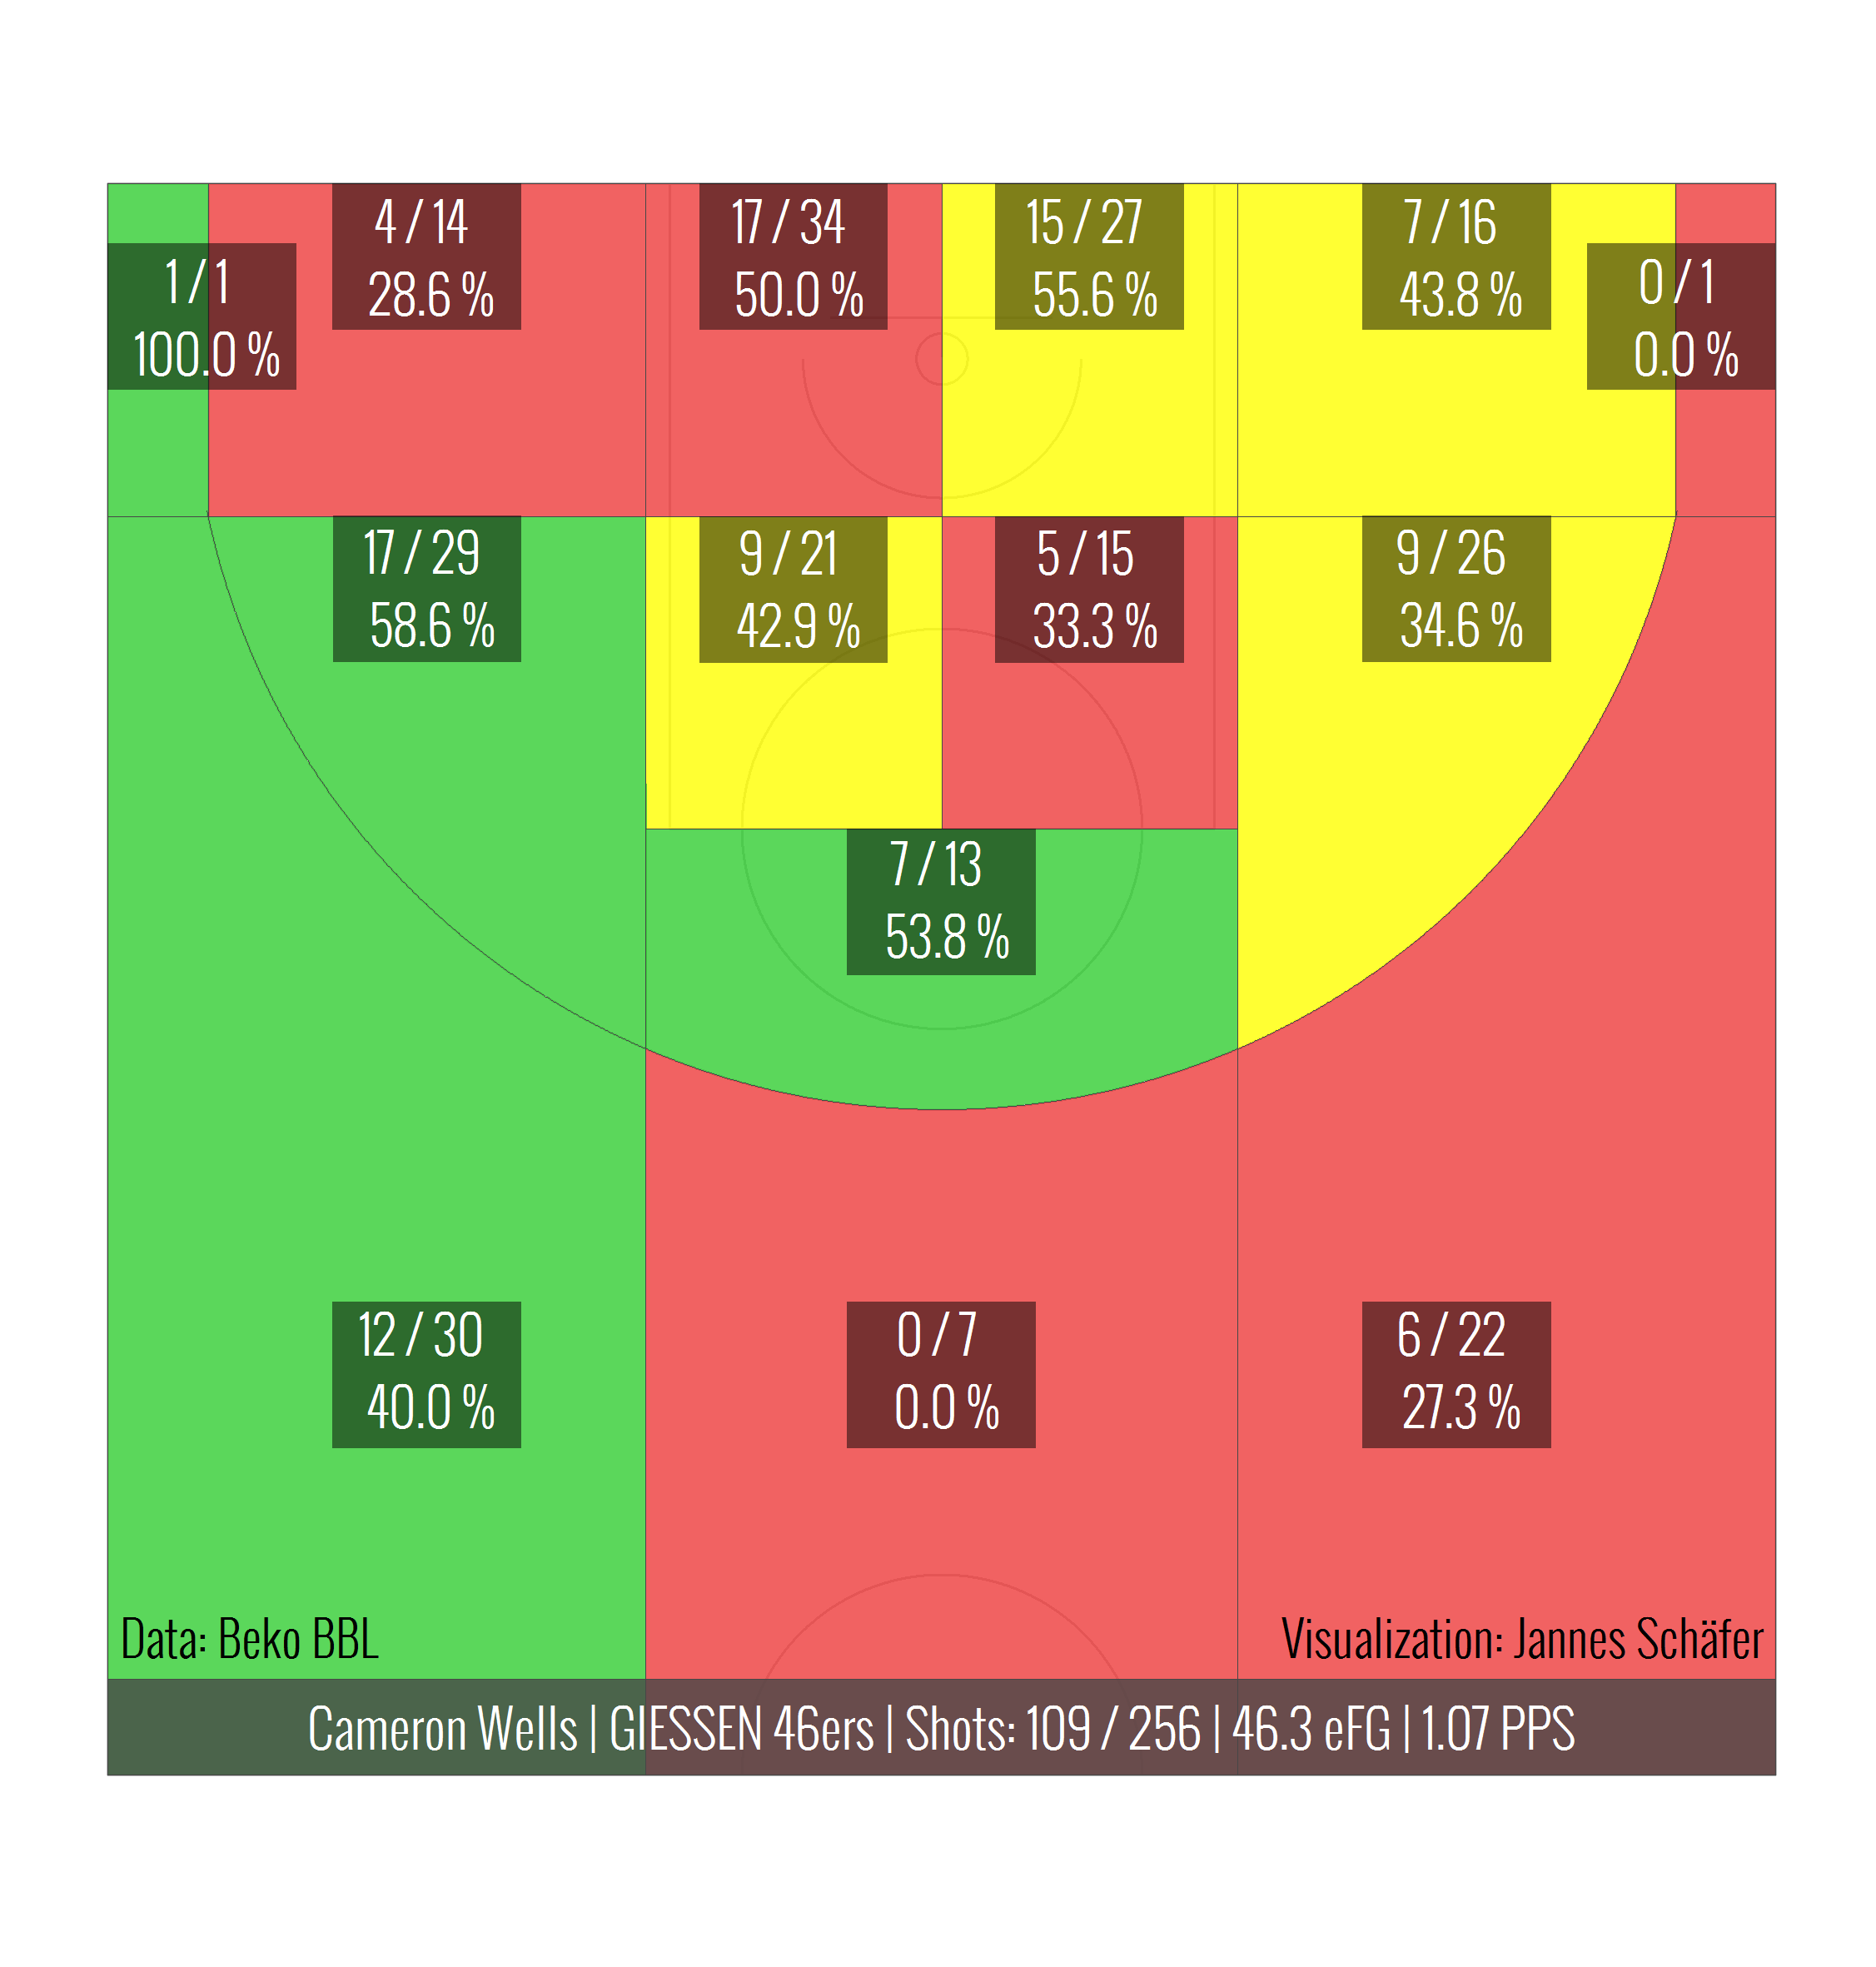 4 / 14
28.6 %
17 / 34
50.0 %
15 / 27
55.6 %
7 / 16
43.8 %
1 / 1
100.0 %
0 / 1
0.0 %
17 / 29
58.6 %
9 / 21
42.9 %
5 / 15
33.3 %
9 / 26
34.6 %
7 / 13
53.8 %
12 / 30
40.0 %
0 / 7
0.0 %
6 / 22
27.3 %
Data: Beko BBL
Visualization: Jannes Schäfer
Cameron Wells | GIESSEN 46ers | Shots: 109 / 256 | 46.3 eFG | 1.07 PPS